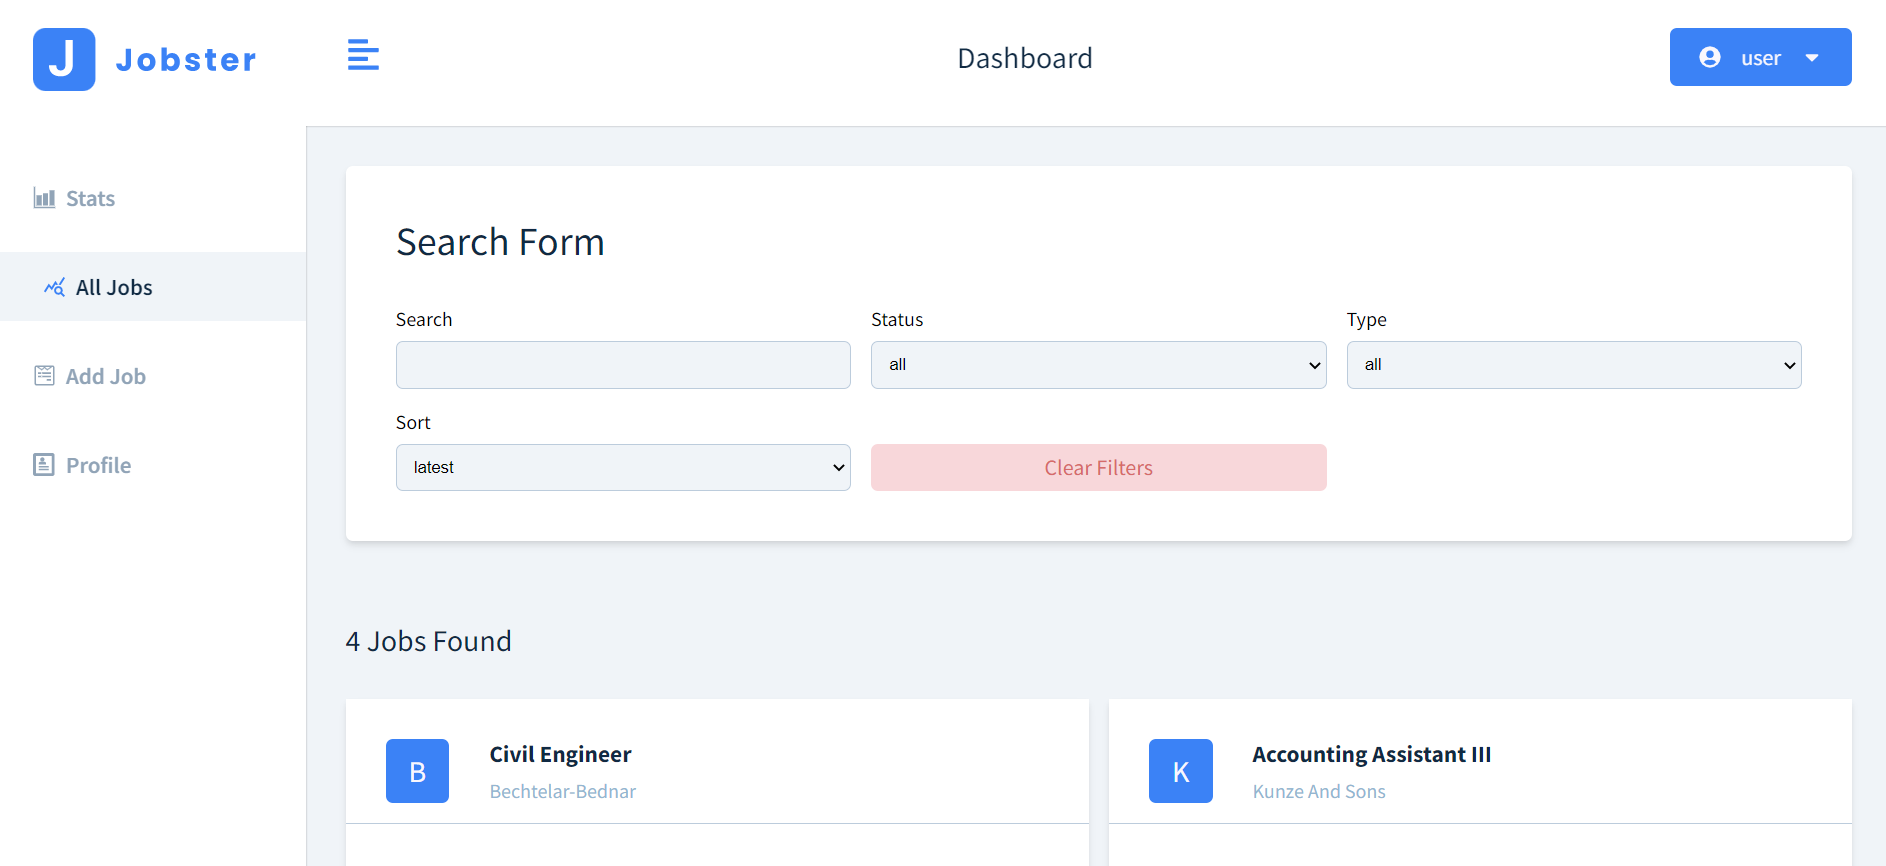 J Jobster
Dashboard
user
Stats
All Jobs
Add Job
Profile
Search Form
Search
Status
Type
all
all
Sort
latest
Clear Filters
4 Jobs Found
B
Civil Engineer
Bechtelar-Bednar
K
Accounting Assistant III
Kunze And Sons